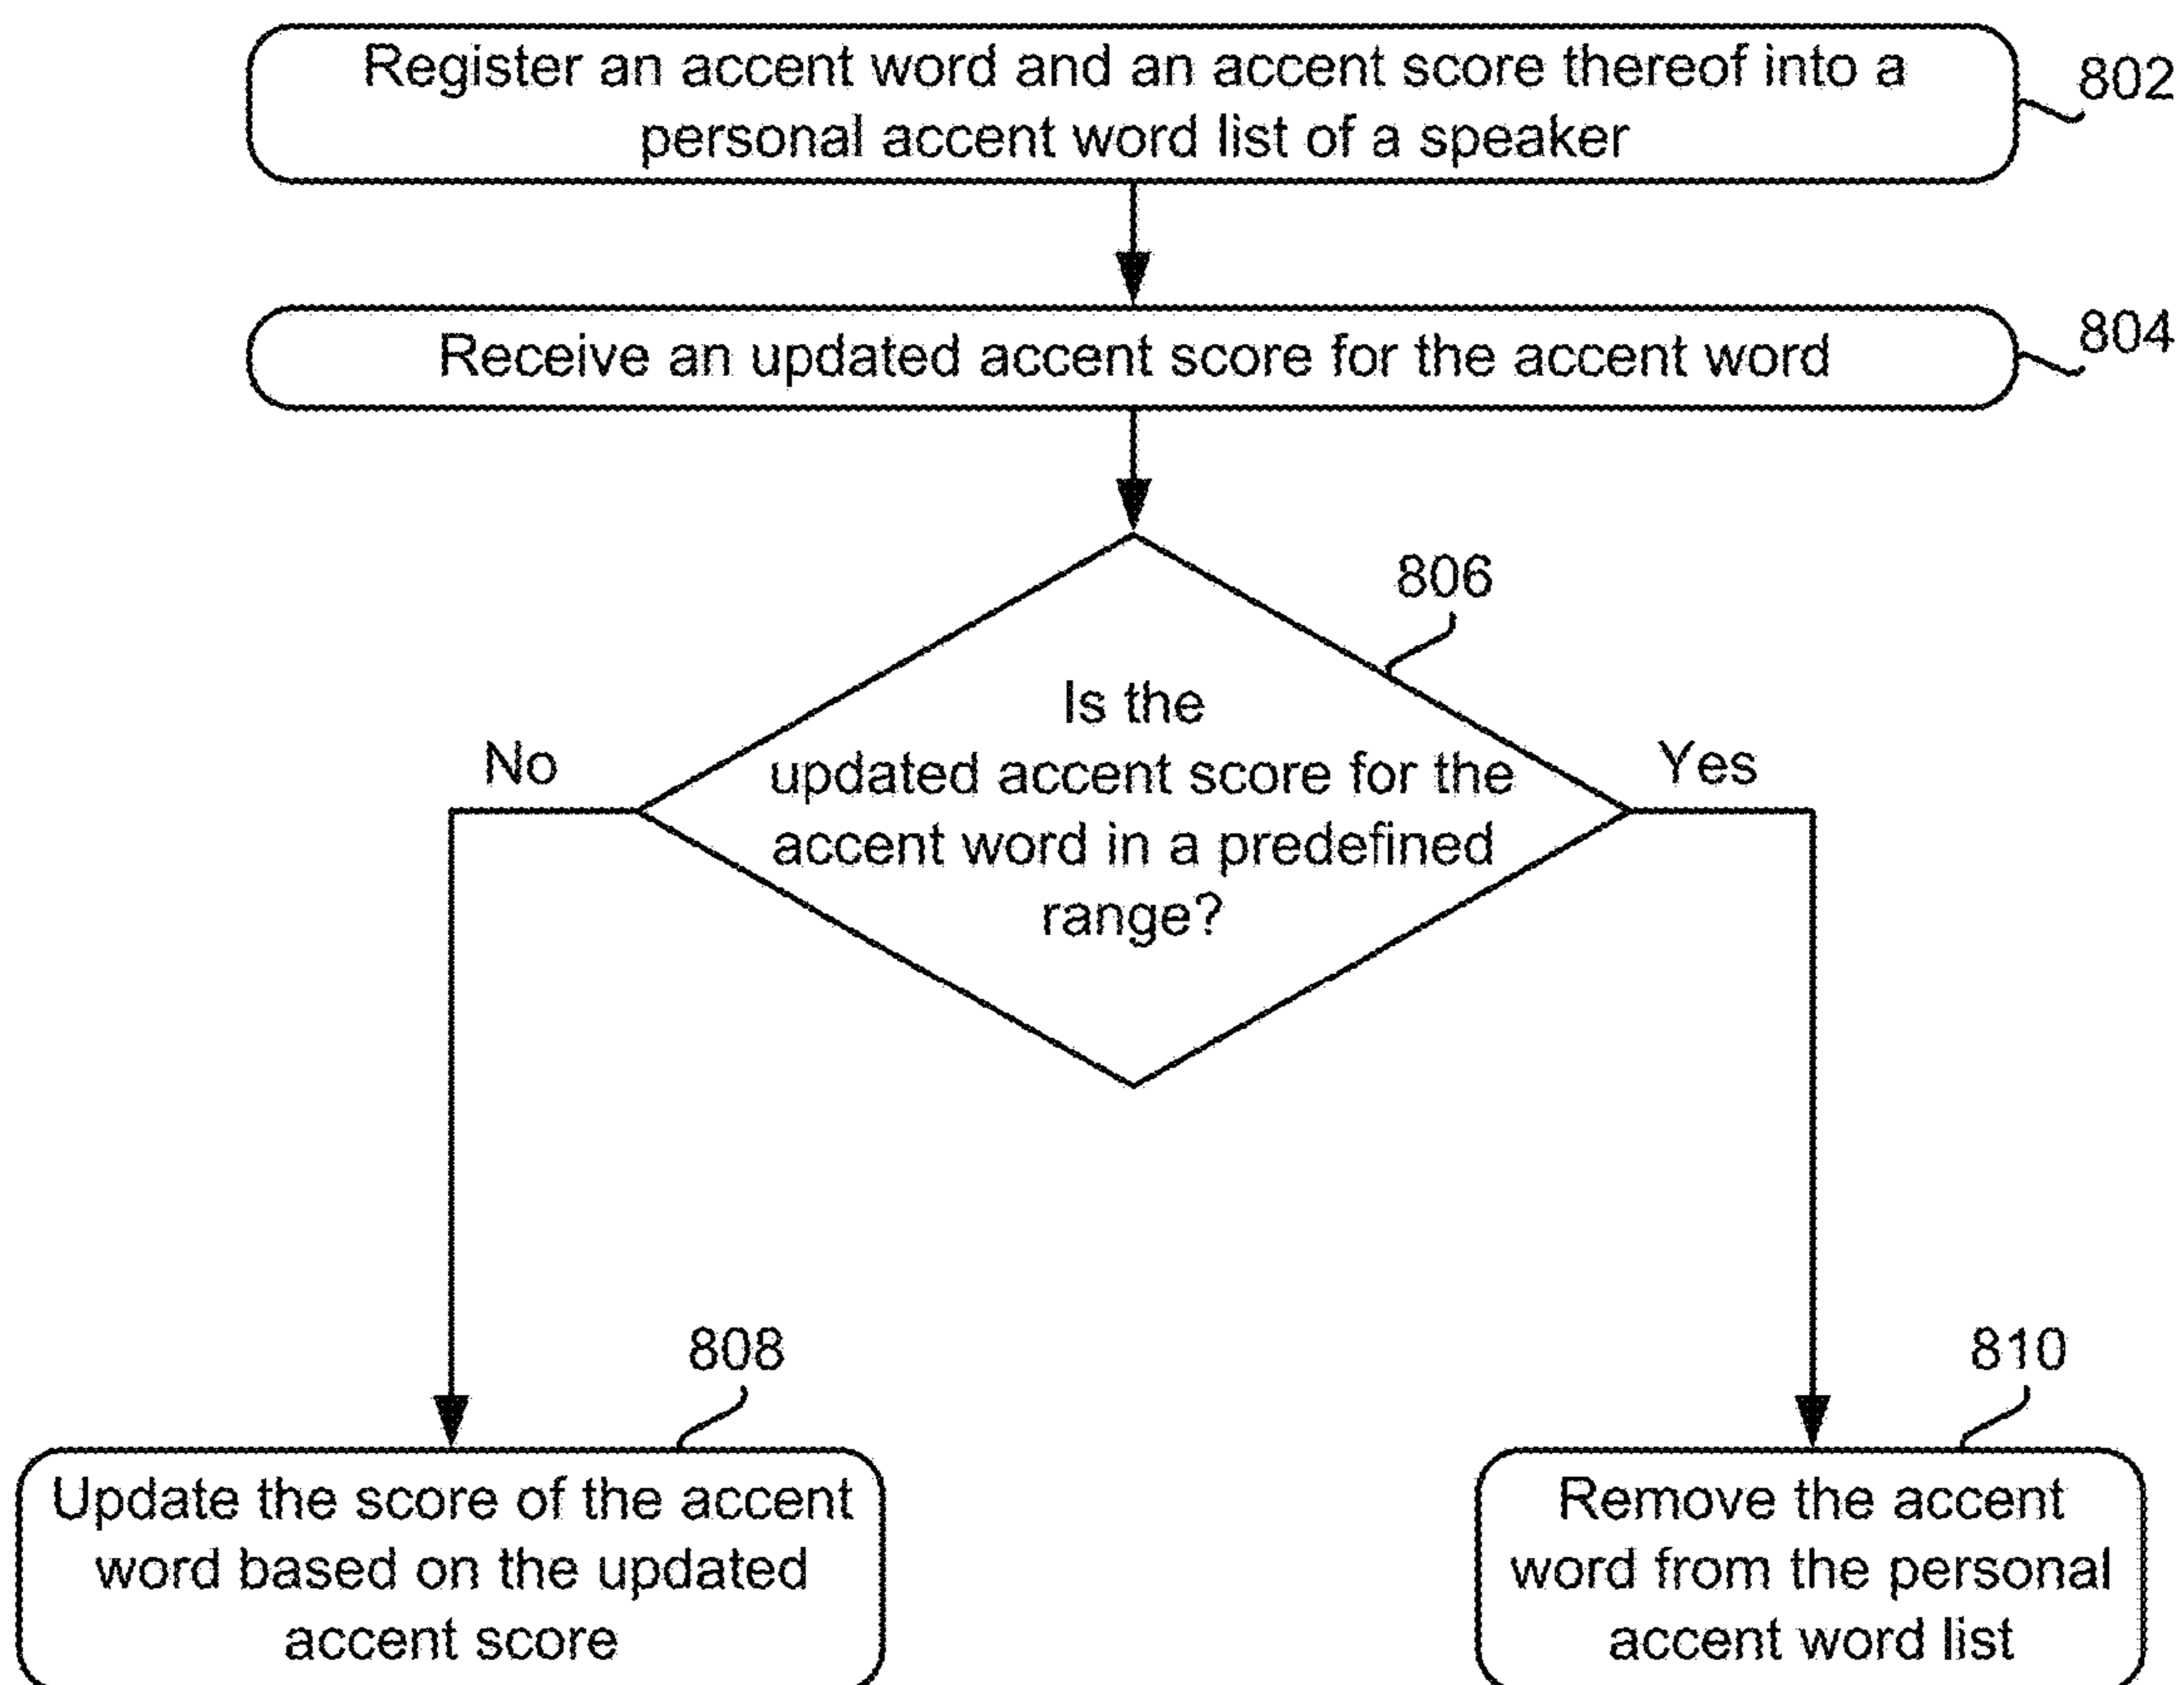 Register an accent word and an accent score thereof into a
personal accent word list of a speaker
802
Receive an updated accent score for the accent word
804
806
Is the
updated accent score for the
accent word in a predefined
range?
No
Yes
808
Update the score of the accent
word based on the updated
accent score
810
Remove the accent
word from the personal
accent word list